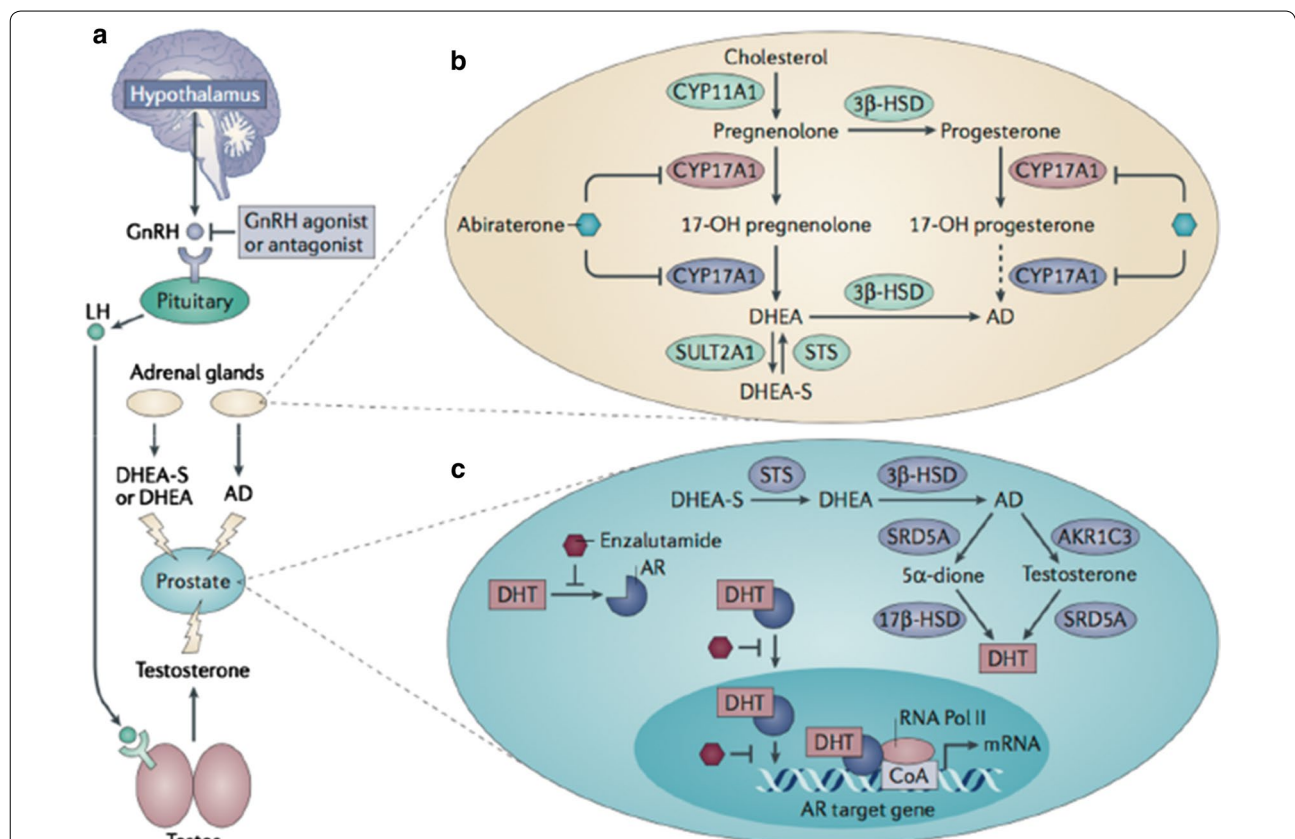 a
Hypothalamus
GnRH
GnRH agonist
or antagonist
Pituitary
LH
Adrenal glands
DHEA-S
or DHEA
AD
Prostate
Testosterone
Testes
b
Cholesterol
CYP11A1
3β-HSD
Pregnenolone
Progesterone
CYP17A1
CYP17A1
Abiraterone
17-OH pregnenolone
17-OH progesterone
CYP17A1
CYP17A1
3β-HSD
DHEA
AD
SULT2A1
STS
DHEA-S
c
STS
3β-HSD
DHEA-S
DHEA
AD
Enzalutamide
SRD5A
AKR1C3
AR
DHT
5α-dione
Testosterone
DHT
17β-HSD
SRD5A
DHT
DHT
RNA Pol II
DHT
mRNA
CoA
AR target gene